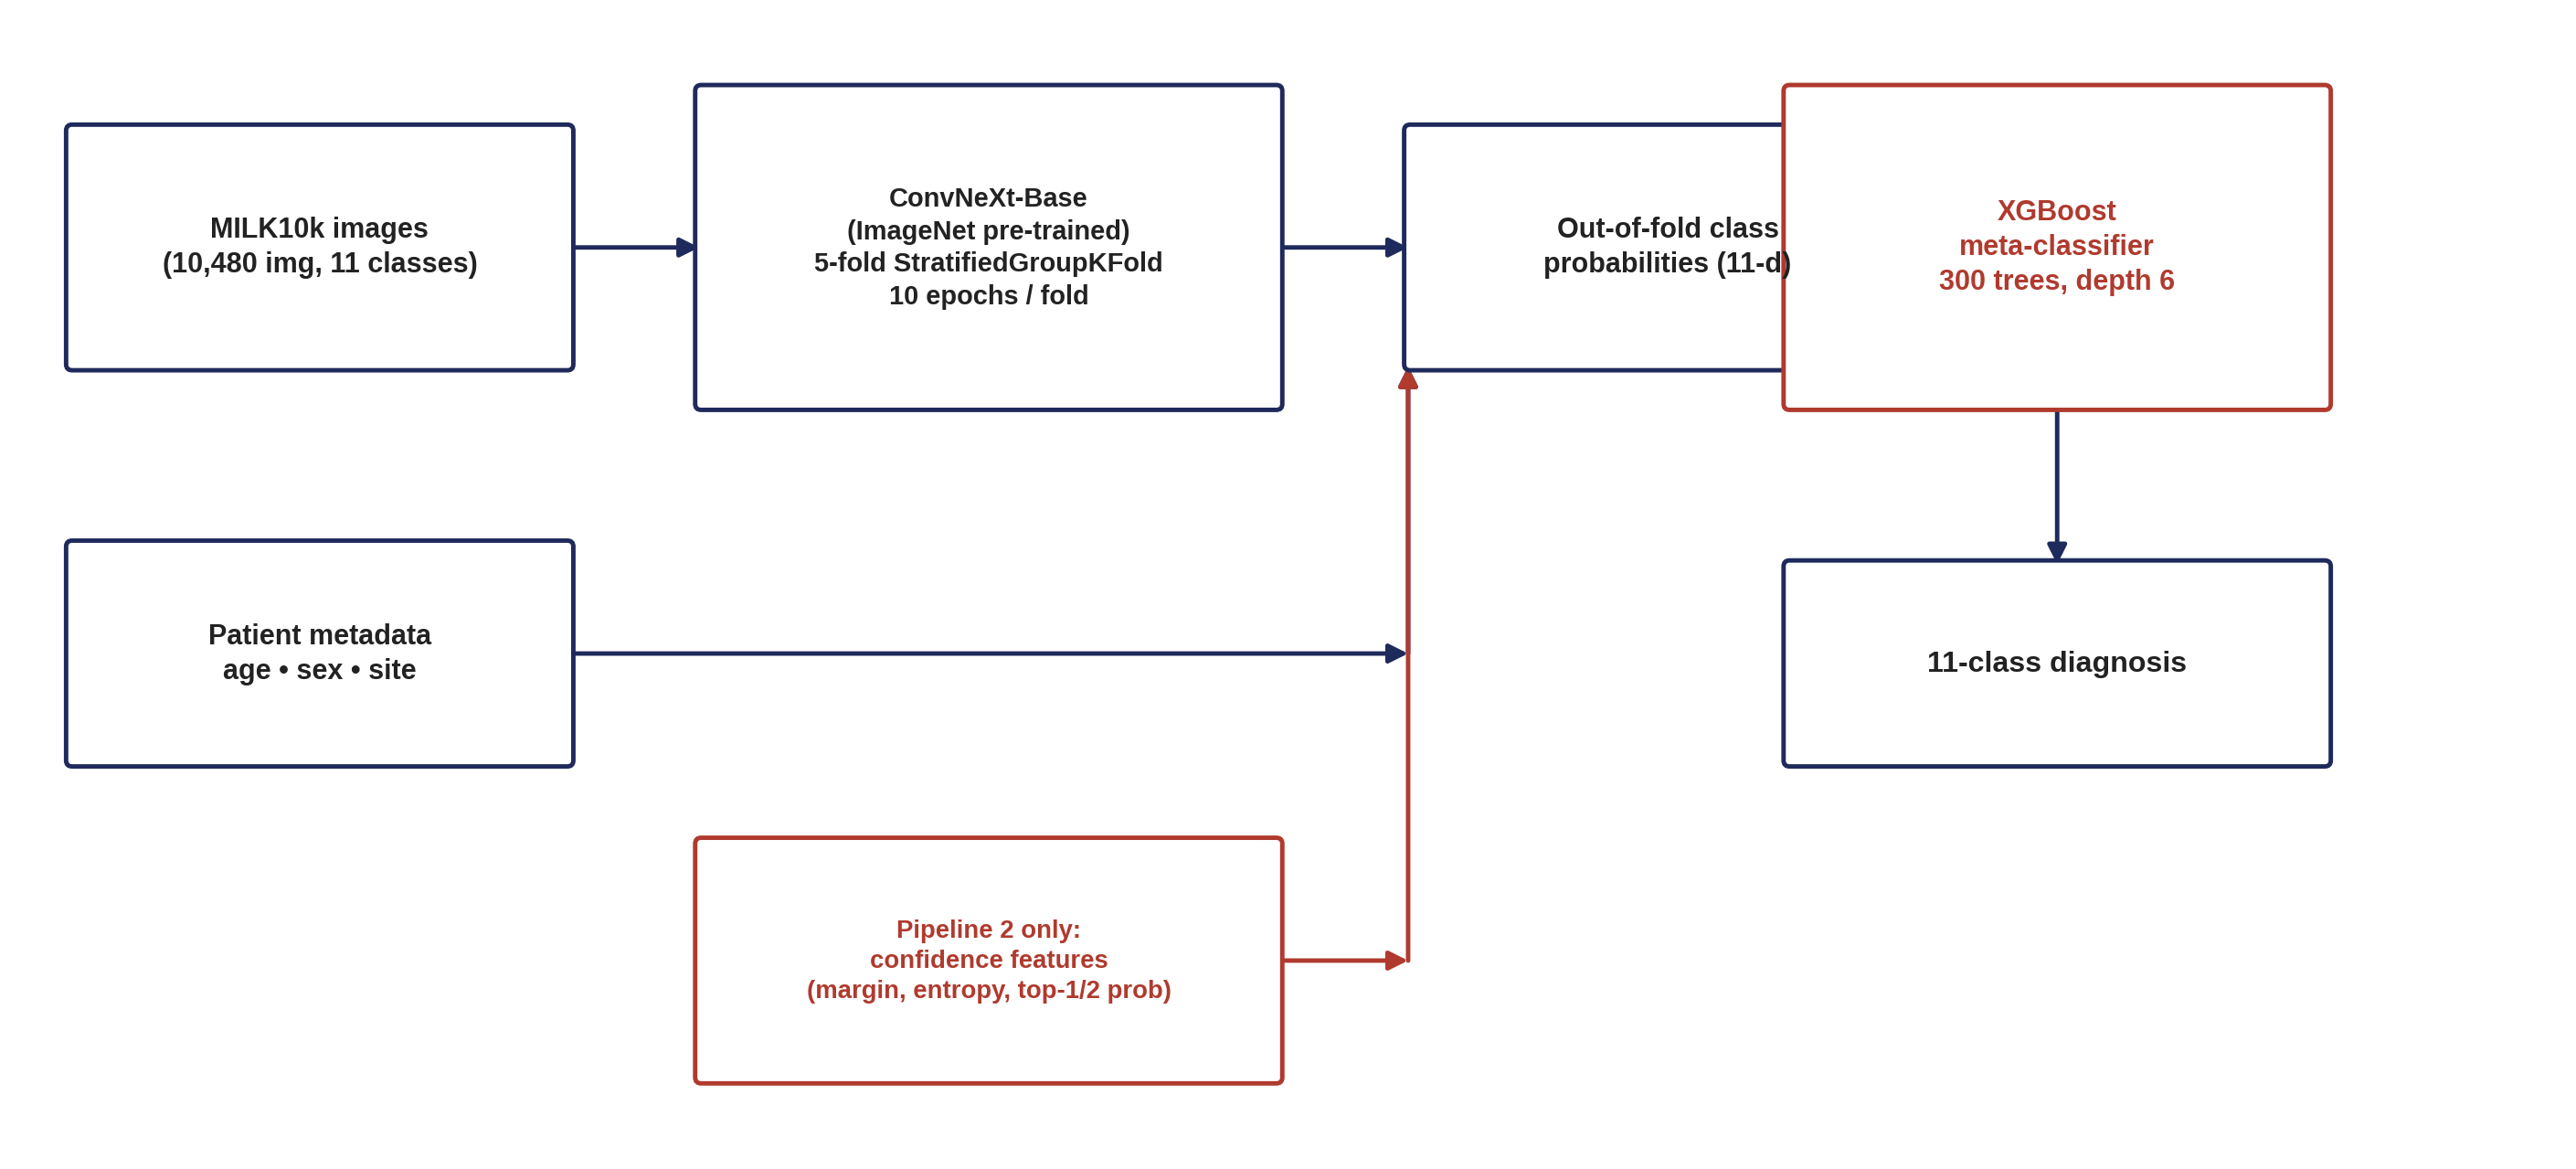 MILK10k images
(10,480 img, 11 classes)
ConvNeXt-Base
(ImageNet pre-trained)
5-fold StratifiedGroupKFold
10 epochs / fold
Out-of-fold class
probabilities (11-d)
XGBoost
meta-classifier
300 trees, depth 6
Patient metadata
age • sex • site
11-class diagnosis
Pipeline 2 only:
confidence features
(margin, entropy, top-1/2 prob)